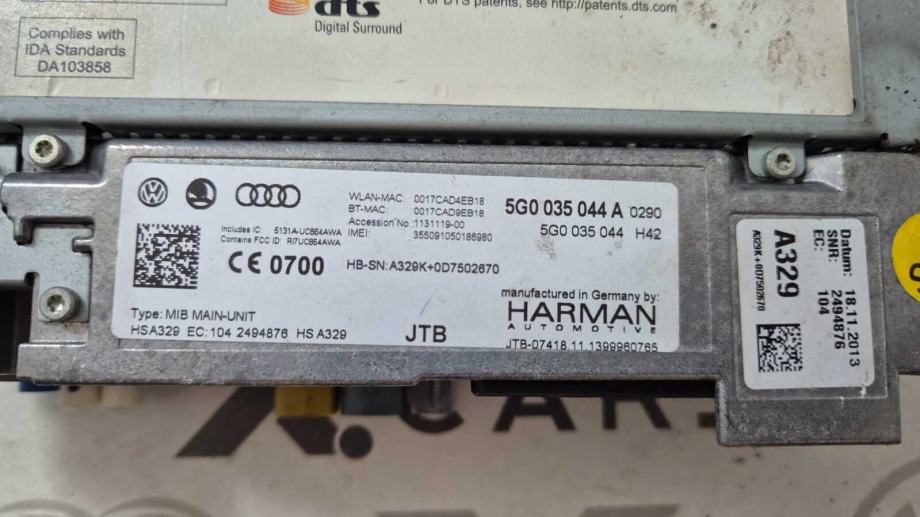 Complies with
IDA Standards
DA103858
dts
Digital Surround
For DTS patents, see http://patents.dts.com
WLAN-MAC: 0017CAD4EB18
BT-MAC: 0017CAD9EB18
Accession No.: 1131119-00
IMEI: 355091050186980
Includes IC: 5131A-UC864AWA
Contains FCC ID: RI7UC864AWA
CE 0700
HB-SN: A329K+0D7502670
5G0 035 044 A 0290
5G0 035 044 H42
manufactured in Germany by:
HARMAN
AUTOMOTIVE
JTB-07418.11.1399960765
Type: MIB MAIN-UNIT
HSA329 EC: 104 2494876 HS A329
JTB
Datum: 18.11.2013
SNR: 2494876
EC: 104
A329
A329K+0D7502670
X.CARS